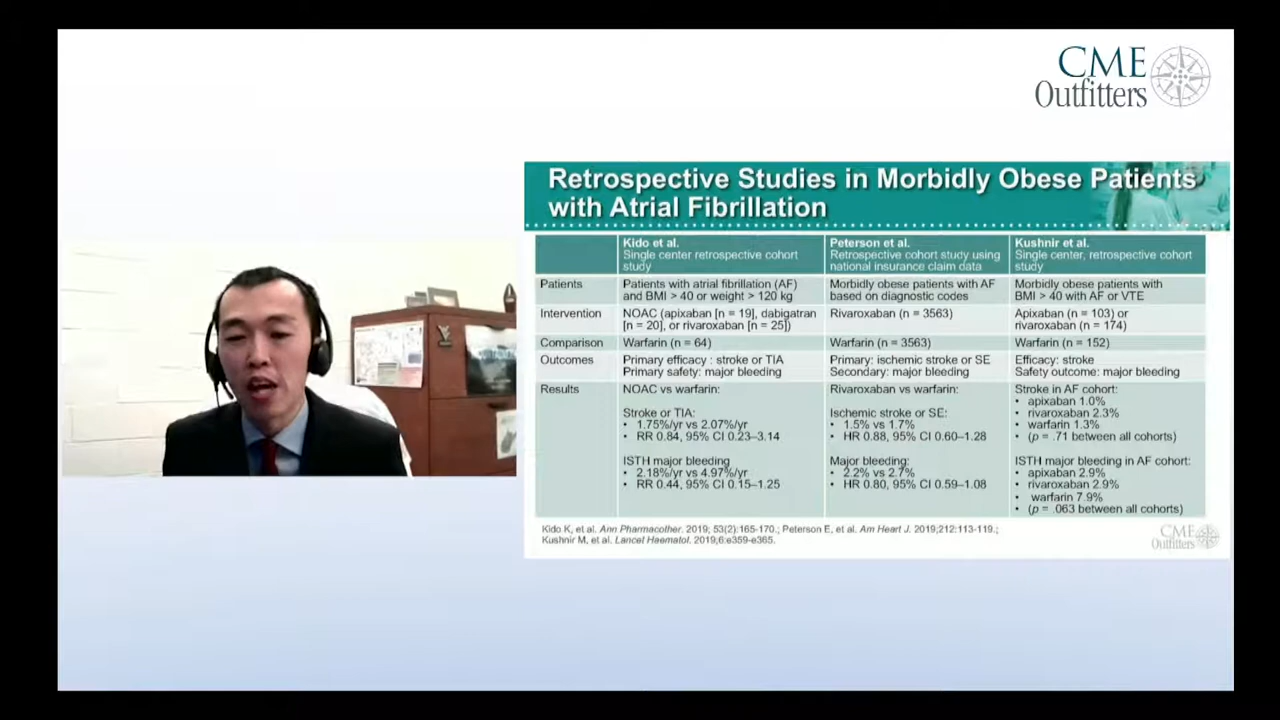 CME
Outfitters
Retrospective Studies in Morbidly Obese Patients
with Atrial Fibrillation
Kido et al.
Single center retrospective cohort
study
Peterson et al.
Retrospective cohort study using
national insurance claim data
Kushnir et al.
Single center, retrospective cohort
study
Patients
Patients with atrial fibrillation (AF)
and BMI > 40 or weight > 120 kg
Morbidly obese patients with AF
based on diagnostic codes
Morbidly obese patients with
BMI > 40 with AF or VTE
Intervention
NOAC (apixaban [n = 19], dabigatran
[n = 20], or rivaroxaban [n = 25])
Rivaroxaban (n = 3563)
Apixaban (n = 103) or
rivaroxaban (n = 174)
Comparison
Warfarin (n = 64)
Warfarin (n = 3563)
Warfarin (n = 152)
Outcomes
Primary efficacy : stroke or TIA
Primary safety: major bleeding
Primary: ischemic stroke or SE
Secondary: major bleeding
Efficacy: stroke
Safety outcome: major bleeding
Results
NOAC vs warfarin:
Stroke or TIA:
• 1.75%/yr vs 2.07%/yr
• RR 0.84, 95% CI 0.23–3.14
ISTH major bleeding
• 2.18%/yr vs 4.97%/yr
• RR 0.44, 95% CI 0.15–1.25
Rivaroxaban vs warfarin:
Ischemic stroke or SE:
• 1.5% vs 1.7%
• HR 0.88, 95% CI 0.60–1.28
Major bleeding:
• 2.2% vs 2.7%
• HR 0.80, 95% CI 0.59–1.08
Stroke in AF cohort:
• apixaban 1.0%
• rivaroxaban 2.3%
• warfarin 1.3%
• (p = .71 between all cohorts)
ISTH major bleeding in AF cohort:
• apixaban 2.9%
• rivaroxaban 2.9%
• warfarin 7.9%
• (p = .063 between all cohorts)
Kido K, et al. Ann Pharmacother. 2019; 53(2):165-170.; Peterson E, et al. Am Heart J. 2019;212:113-119.;
Kushnir M, et al. Lancet Haematol. 2019;6:e359-e365.
CME
Outfitters